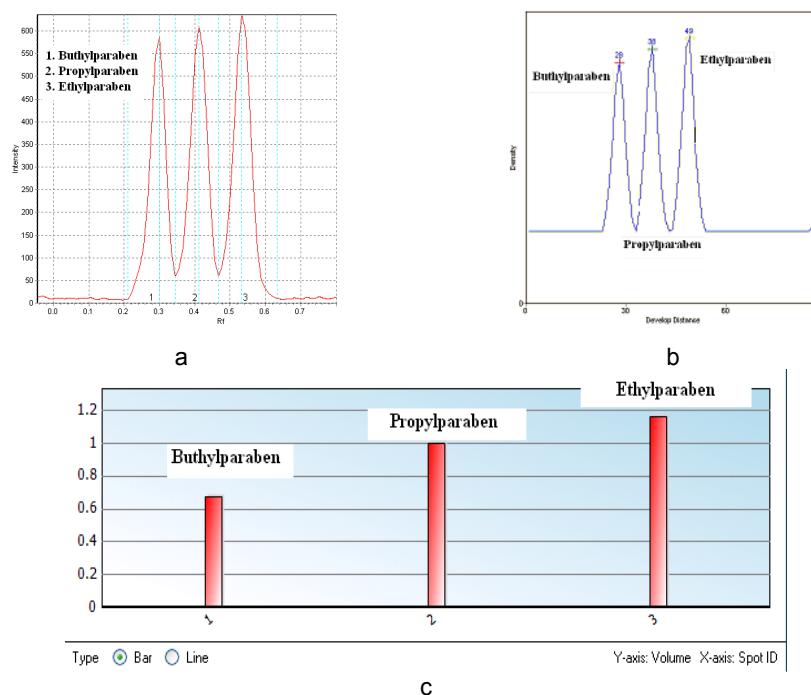 600
550
500
450
400
350
300
250
200
150
100
50
0
Intensity
1. Buthylparaben
2. Propylparaben
3. Ethylparaben
1 2 3
0.0 0.1 0.2 0.3 0.4 0.5 0.6 0.7
Rf
a
29 38 49
Buthylparaben
Ethylparaben
Propylparaben
Density
0
0 30 60
Develop Distance
b
1.2
1
0.8
0.6
0.4
0.2
0
Buthylparaben
Propylparaben
Ethylparaben
1 2 3
Type Bar Line Y-axis: Volume X-axis: Spot ID
c